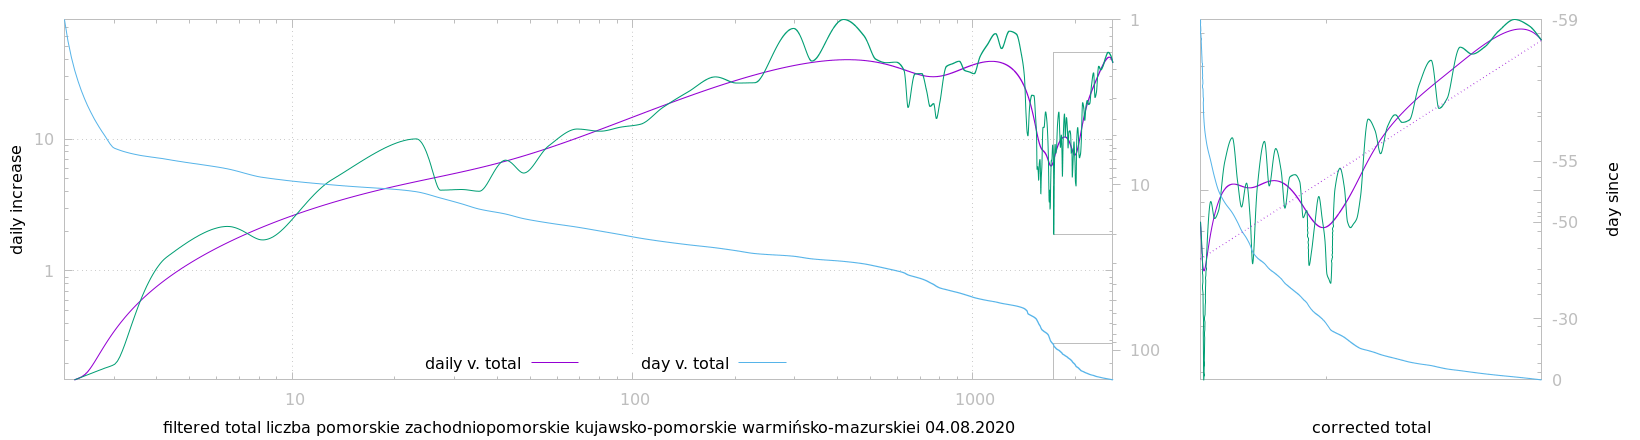 daily increase
10
1
10
100
1000
1
10
100
daily v. total
day v. total
filtered total liczba pomorskie zachodniopomorskie kujawsko-pomorskie warmińsko-mazurskiei 04.08.2020
-59
-55
-50
-30
0
day since
corrected total